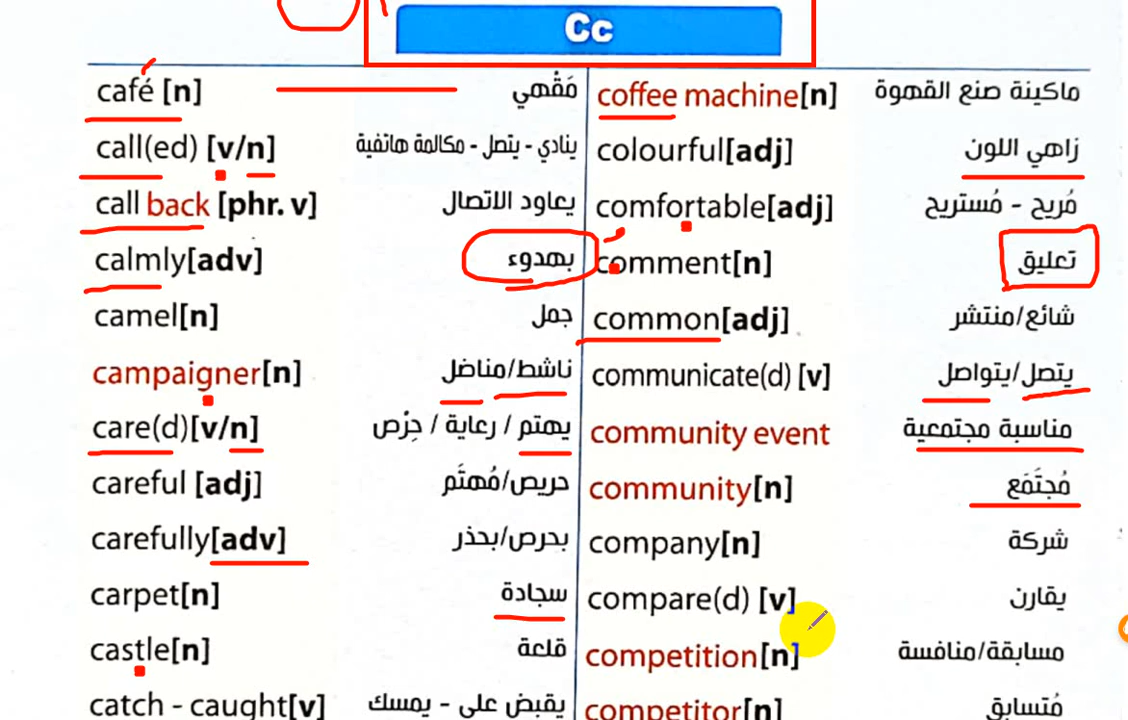 Cc
café [n] مَقْهي
call(ed) [v/n] ينادي - يتصل - مكالمة هاتفية
call back [phr. v] يعاود الاتصال
calmly[adv] بهدوء
camel[n] جمل
campaigner[n] ناشط/مناضل
care(d)[v/n] يهتم / رعاية / حِرْص
careful [adj] حريص/مُهتَم
carefully[adv] بحرص/بحذر
carpet[n] سجادة
castle[n] قلعة
catch - caught[v] يقبض على - يمسك
coffee machine[n] ماكينة صنع القهوة
colourful[adj] زاهي اللون
comfortable[adj] مُريح - مُستريح
comment[n] تعليق
common[adj] شائع/منتشر
communicate(d) [v] يتصل/يتواصل
community event مناسبة مجتمعية
community[n] مُجتَمَع
company[n] شركة
compare(d) [v] يقارن
competition[n] مسابقة/منافسة
competitor[n] مُتسابق